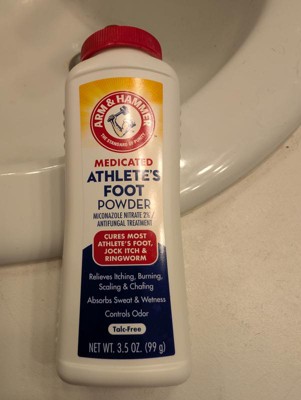 ARM & HAMMER
THE STANDARD OF PURITY
MEDICATED
ATHLETE'S
FOOT
POWDER
MICONAZOLE NITRATE 2%
ANTIFUNGAL TREATMENT
CURES MOST
ATHLETE'S FOOT,
JOCK ITCH &
RINGWORM
Relieves Itching, Burning,
Scaling & Chafing
Absorbs Sweat & Wetness
Controls Odor
Talc-Free
NET WT. 3.5 OZ. (99 g)